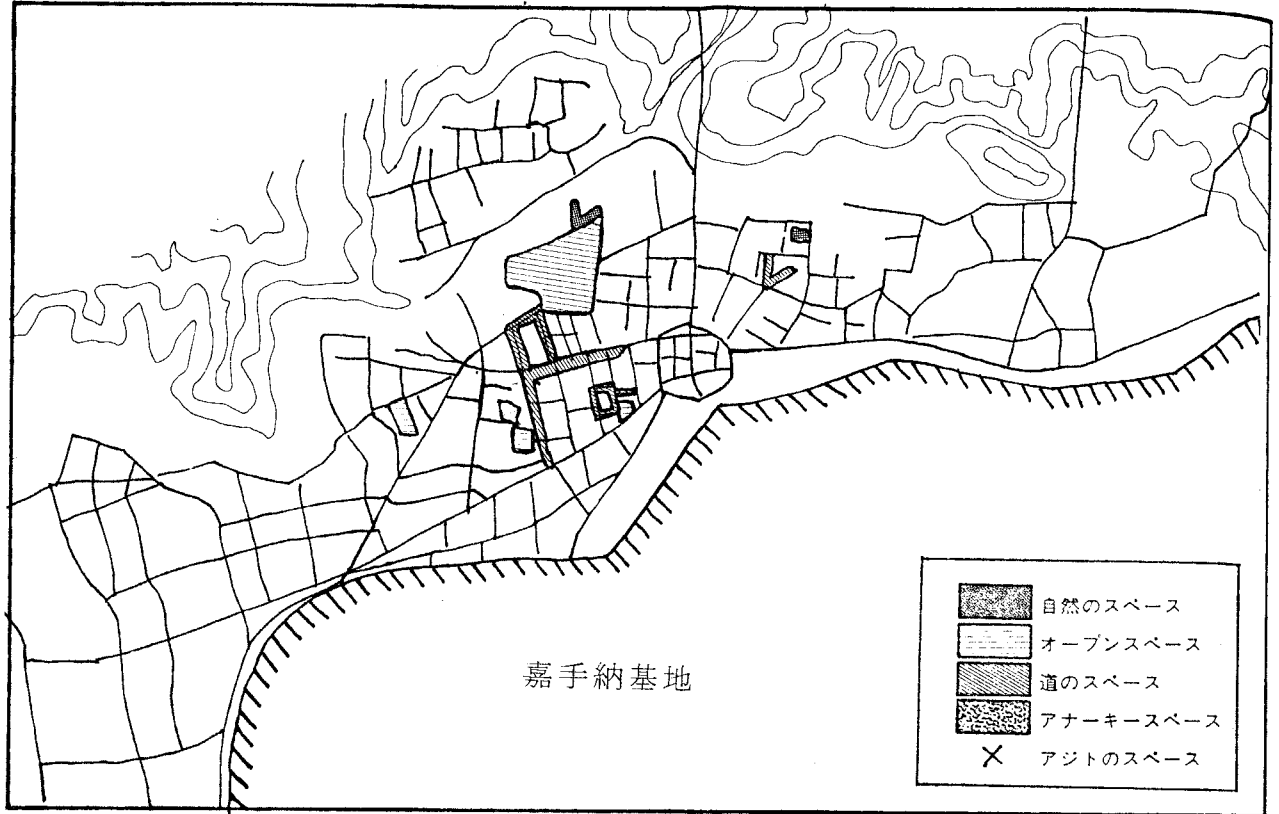 嘉手納基地
自然のスペース
オープンスペース
道のスペース
アナーキースペース
アジトのスペース